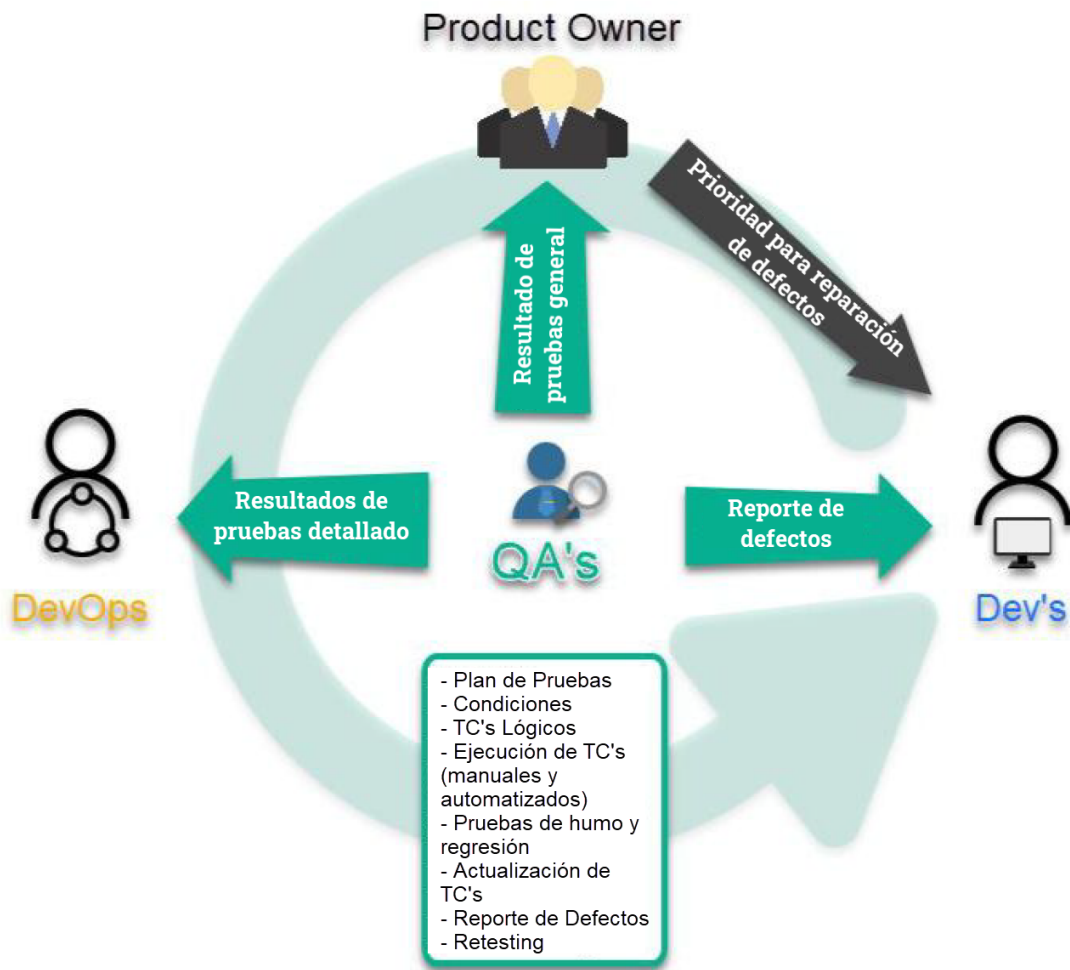 Product Owner
Prioridad para reparación
de defectos
Resultado de
pruebas general
Resultados de
pruebas detallado
Reporte de
defectos
QA's
DevOps
Dev's
- Plan de Pruebas
- Condiciones
- TC's Lógicos
- Ejecución de TC's
(manuales y
automatizados)
- Pruebas de humo y
regresión
- Actualización de
TC's
- Reporte de Defectos
- Retesting